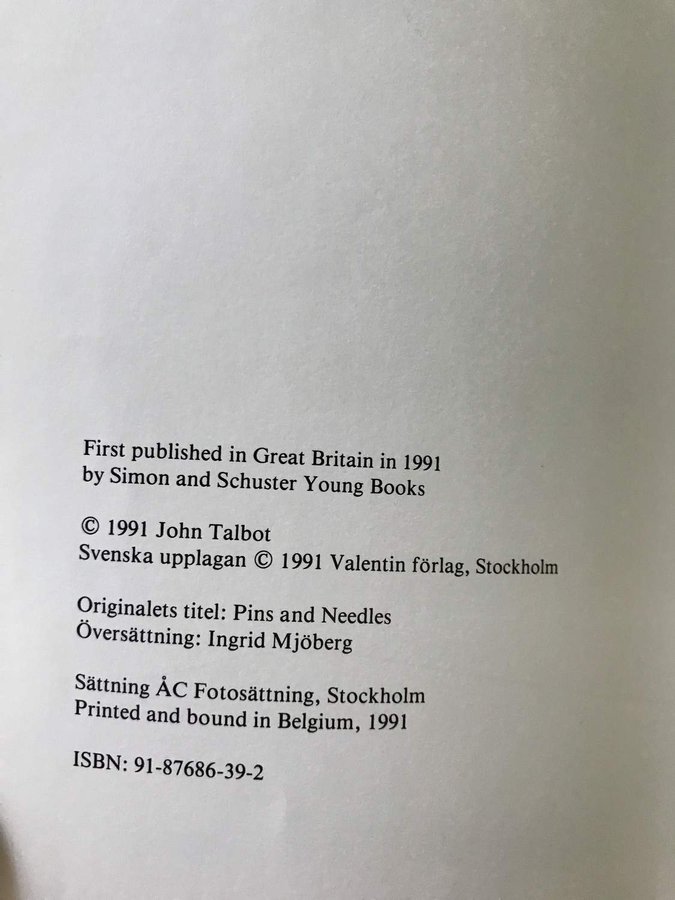 First published in Great Britain in 1991
by Simon and Schuster Young Books
© 1991 John Talbot
Svenska upplagan © 1991 Valentin förlag, Stockholm
Originalets titel: Pins and Needles
Översättning: Ingrid Mjöberg
Sättning ÅC Fotosättning, Stockholm
Printed and bound in Belgium, 1991
ISBN: 91-87686-39-2